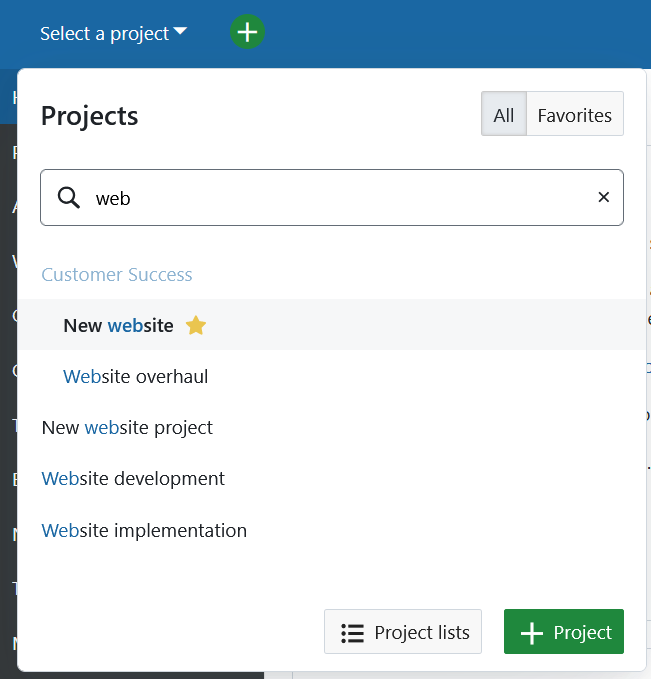 Select a project
Projects
All
Favorites
web
Customer Success
New website
Website overhaul
New website project
Website development
Website implementation
Project lists
Project